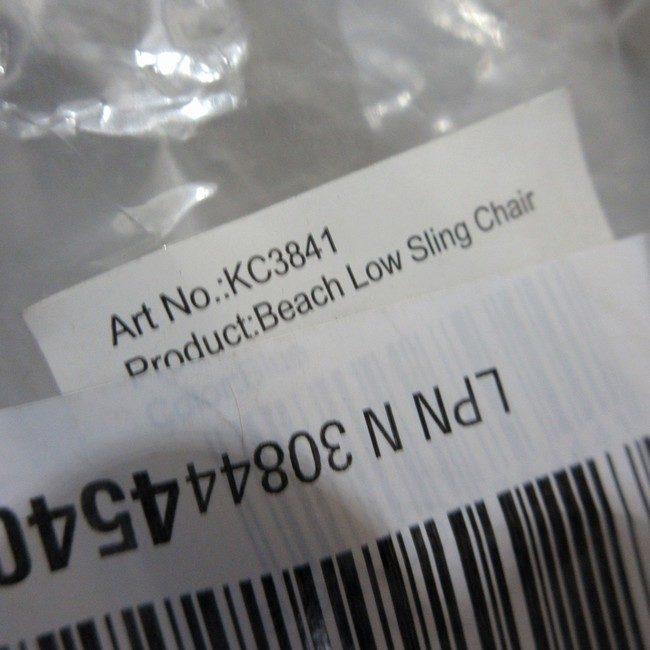 Art No.:KC3841
Product:Beach Low Sling Chair
LPN N 308444540